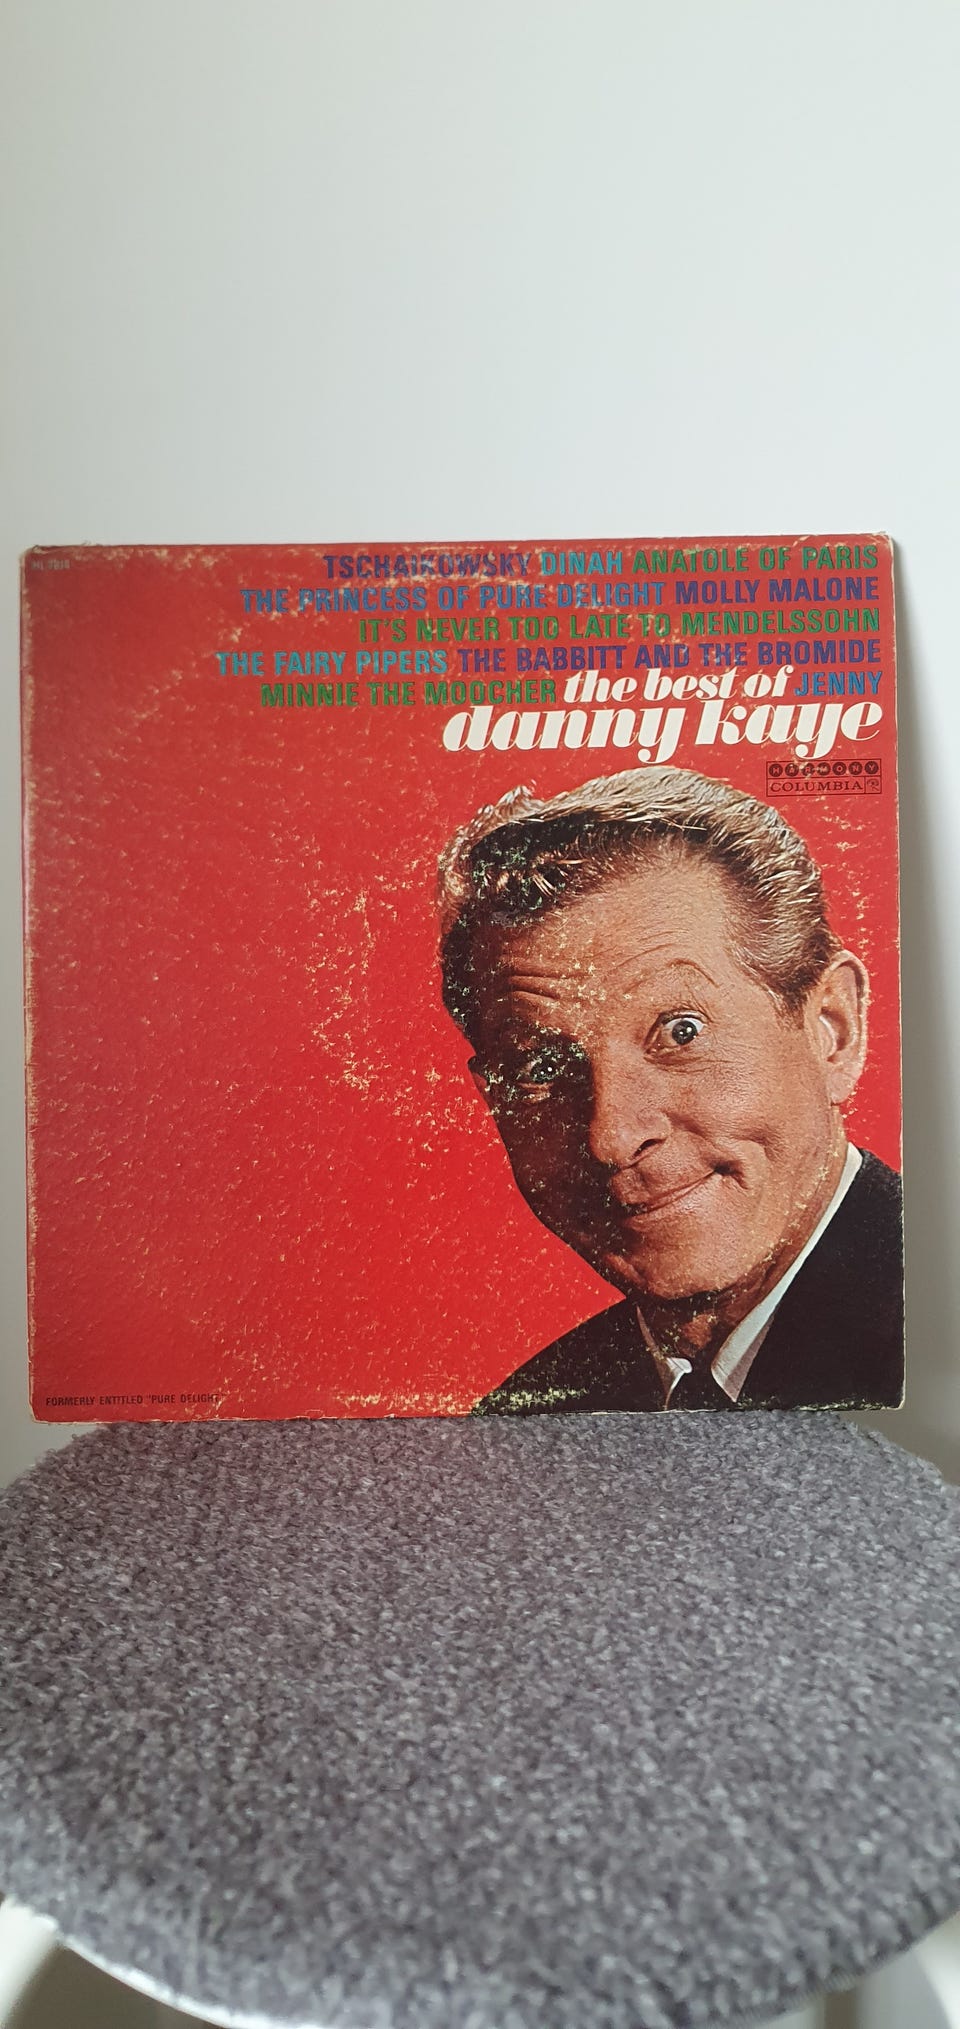 TSCHAIKOWSKY DINAH ANATOLE OF PARIS
THE PRINCESS OF PURE DELIGHT MOLLY MALONE
IT'S NEVER TOO LATE TO MENDELSSOHN
THE FAIRY PIPERS THE BABBITT AND THE BROMIDE
MINNIE THE MOOCHER the best of JENNY
danny kaye
HARMONY
COLUMBIA
FORMERLY ENTITLED "PURE DELIGHT"